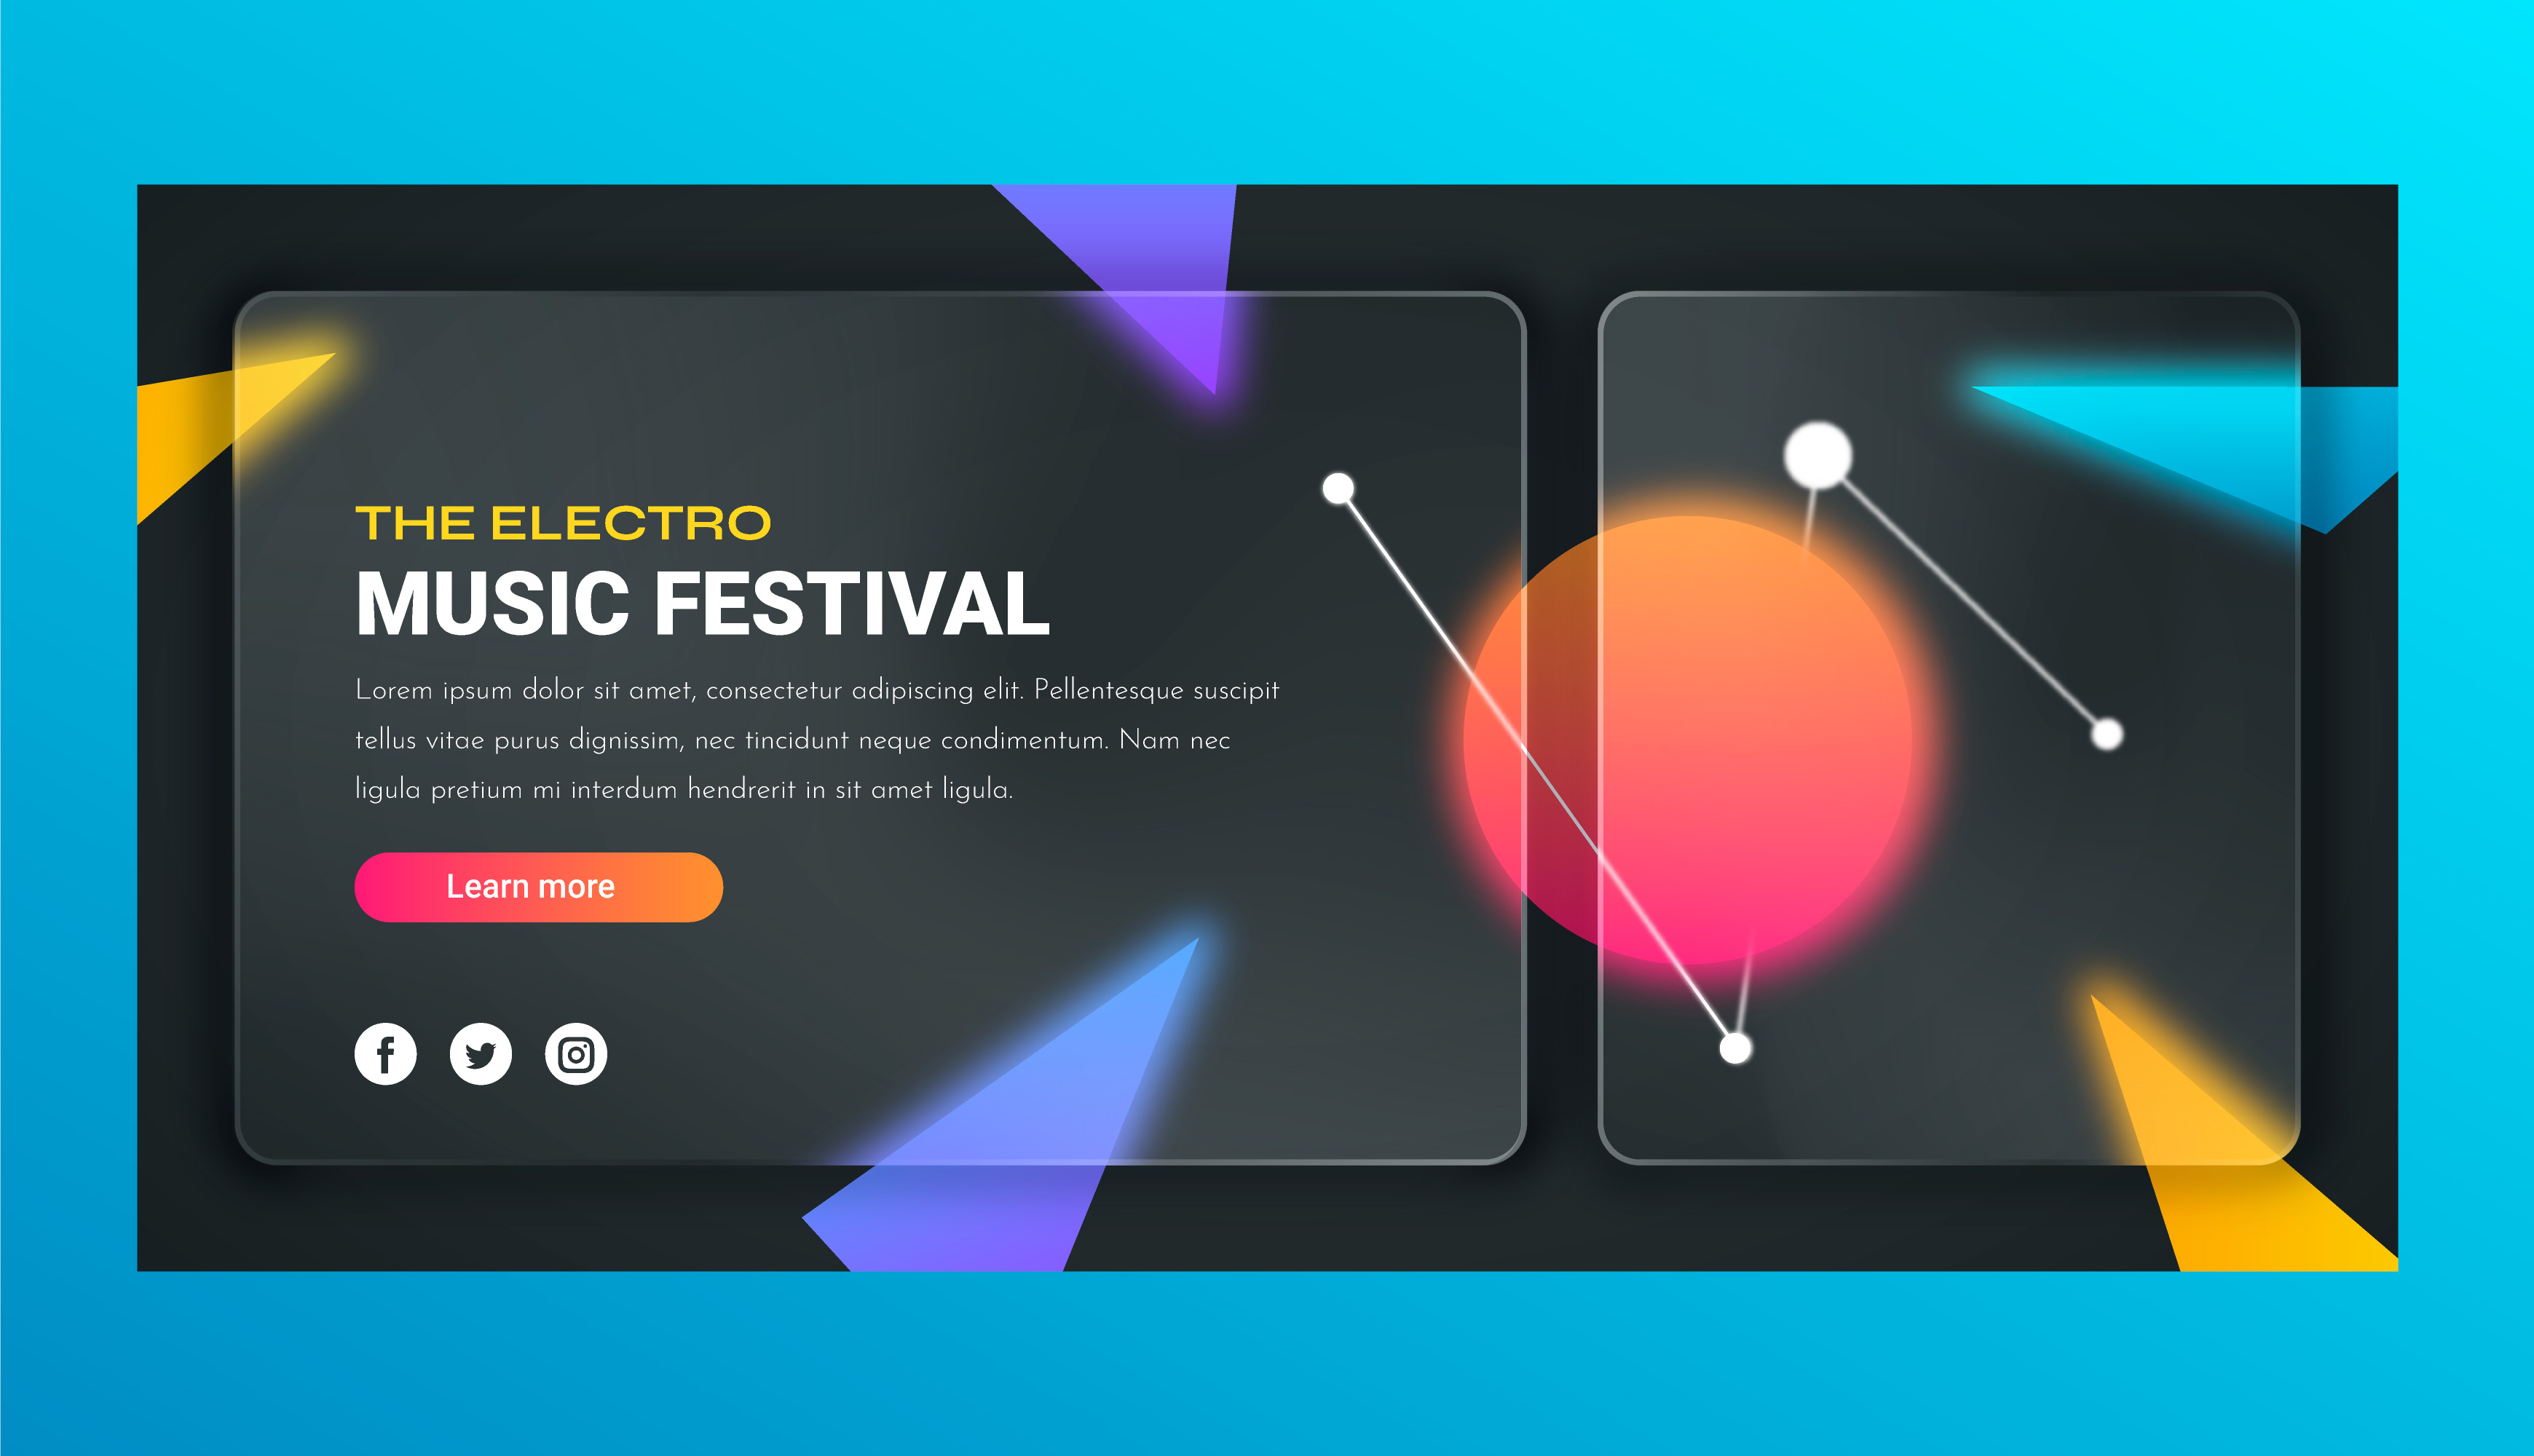 THE ELECTRO
MUSIC FESTIVAL
Lorem ipsum dolor sit amet, consectetur adipiscing elit. Pellentesque suscipit
tellus vitae purus dignissim, nec tincidunt neque condimentum. Nam nec
ligula pretium mi interdum hendrerit in sit amet ligula.
Learn more